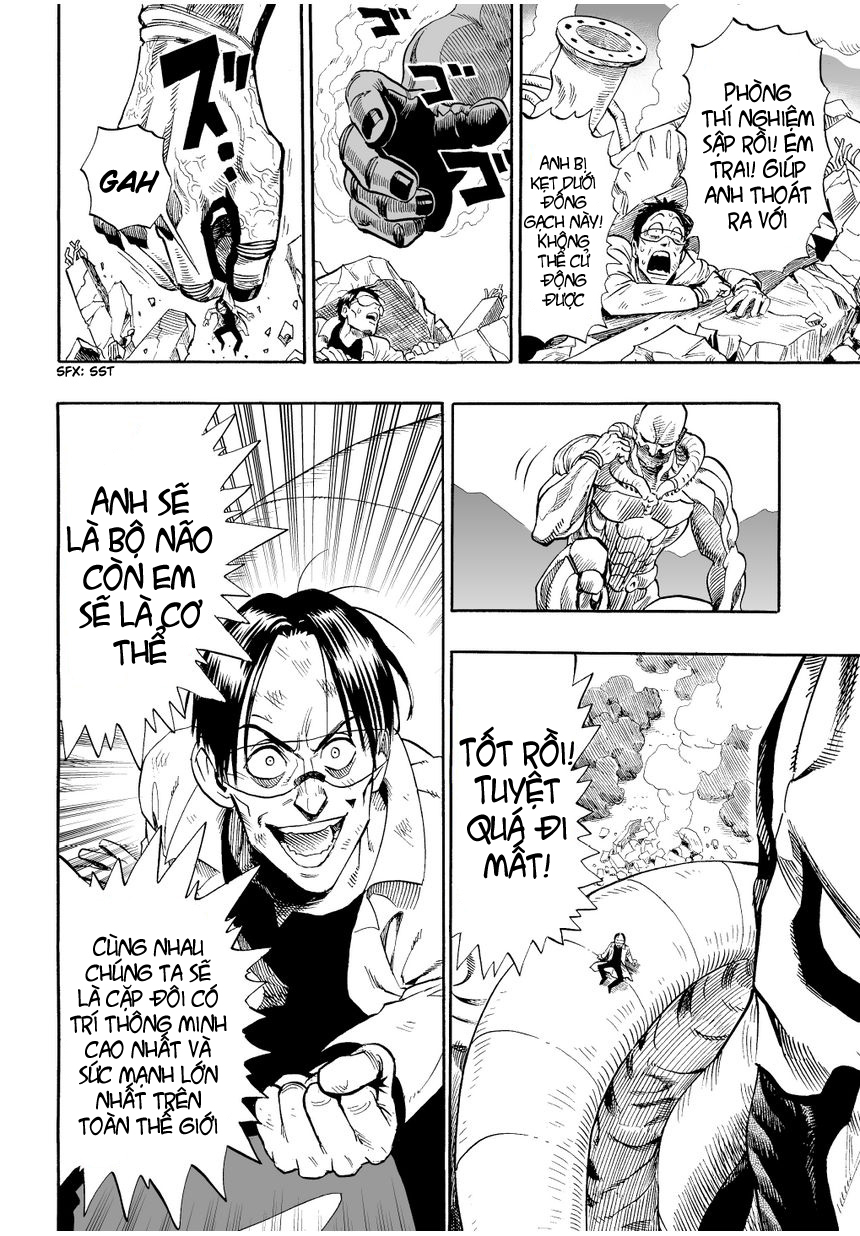 PHÒNG
THÍ NGHIỆM
SẬP RỒI! EM
TRAI! GIÚP
ANH THOÁT
RA VỚI
ANH BỊ
KẸT DƯỚI
ĐỐNG
GẠCH NÀY!
KHÔNG
THỂ CỬ
ĐỘNG
ĐƯỢC
ゴ
ゴ
ゴ
ゴ
ズ
GAH
SFX: SST
TỐT RỒI!
TUYỆT
QUÁ ĐI
MẤT!
ANH SẼ
LÀ BỘ NÃO
CÒN EM
SẼ LÀ CƠ
THỂ
CÙNG NHAU
CHÚNG TA SẼ
LÀ CẶP ĐÔI CÓ
TRÍ THÔNG MINH
CAO NHẤT VÀ
SỨC MẠNH LỚN
NHẤT TRÊN
TOÀN THẾ GIỚI